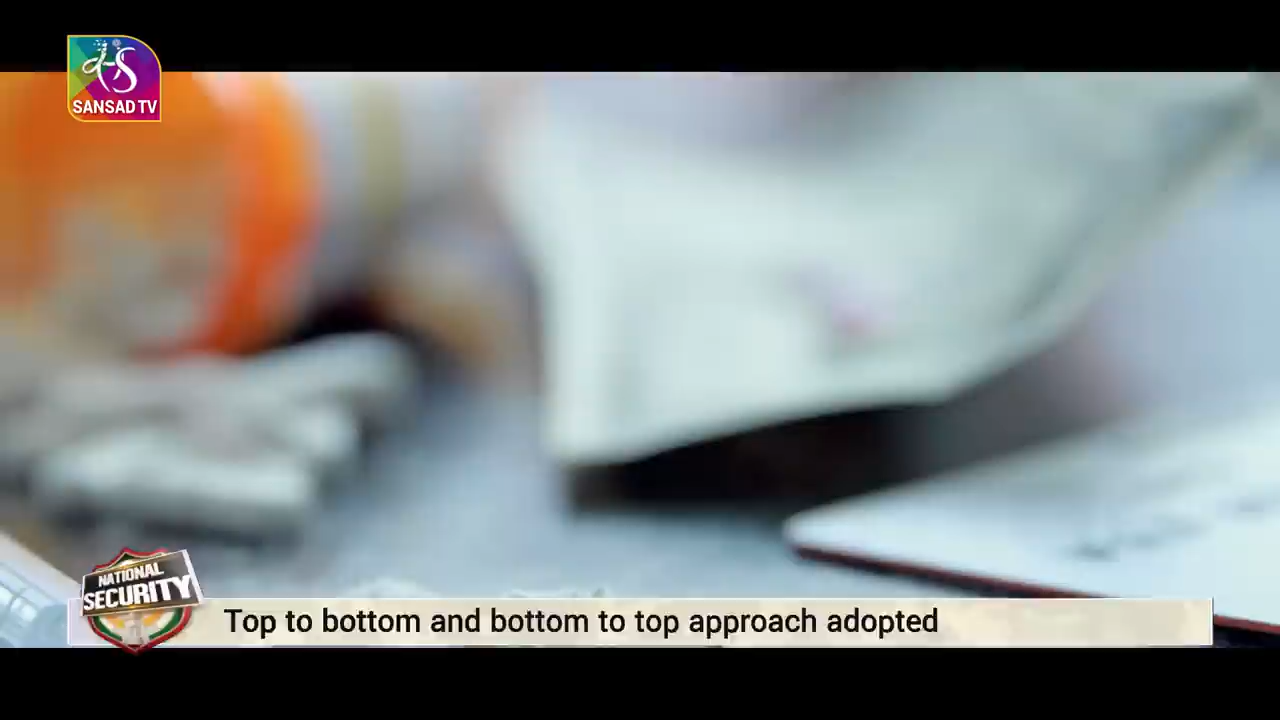 SANSAD TV
NATIONAL
SECURITY
Top to bottom and bottom to top approach adopted